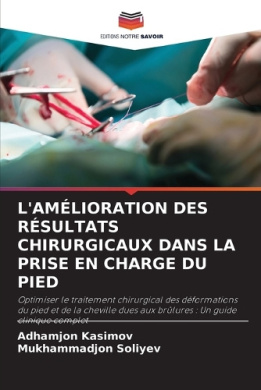 EDITIONS NOTRE SAVOIR
L'AMÉLIORATION DES
RÉSULTATS
CHIRURGICAUX DANS LA
PRISE EN CHARGE DU
PIED
Optimiser le traitement chirurgical des déformations
du pied et de la cheville dues aux brûlures : Un guide
clinique complet
Adhamjon Kasimov
Mukhammadjon Soliyev